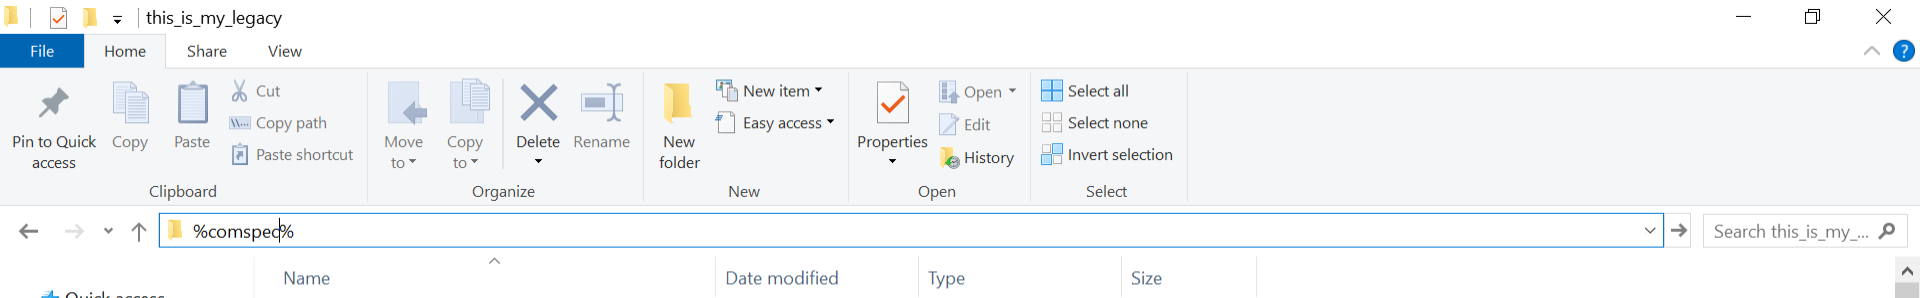 this_is_my_legacy
File Home Share View
Pin to Quick access
Copy
Paste
Cut
Copy path
Paste shortcut
Clipboard
Move to
Copy to
Delete
Rename
Organize
New folder
New item
Easy access
New
Properties
Open
Edit
History
Open
Select all
Select none
Invert selection
Select
%comspec%
Search this_is_my_...
Name Date modified Type Size
Quick access